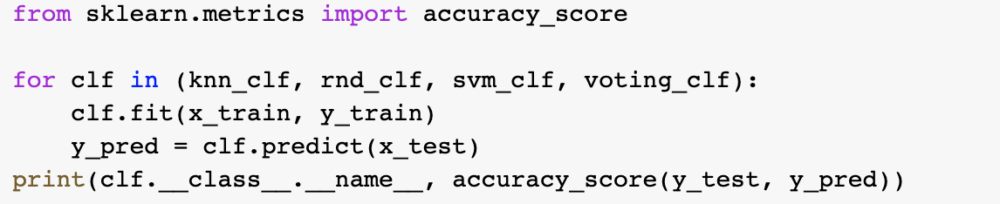 from sklearn.metrics import accuracy_score
for clf in (knn_clf, rnd_clf, svm_clf, voting_clf):
    clf.fit(x_train, y_train)
    y_pred = clf.predict(x_test)
print(clf.__class__.__name__, accuracy_score(y_test, y_pred))